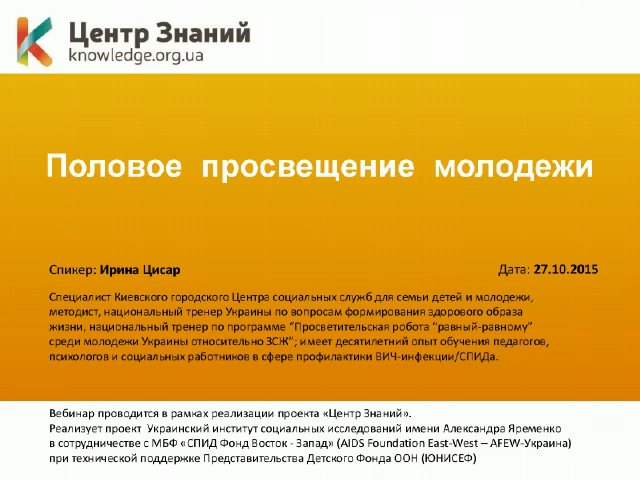 Центр Знаний
knowledge.org.ua
Половое просвещение молодежи
Спикер: Ирина Цисар
Дата: 27.10.2015
Специалист Киевского городского Центра социальных служб для семьи детей и молодежи,
методист, национальный тренер Украины по вопросам формирования здорового образа
жизни, национальный тренер по программе “Просветительская робота “равный-равному”
среди молодежи Украины относительно ЗСЖ”; имеет десятилетний опыт обучения педагогов,
психологов и социальных работников в сфере профилактики ВИЧ-инфекции/СПИДа.
Вебинар проводится в рамках реализации проекта «Центр Знаний».
Реализует проект Украинский институт социальных исследований имени Александра Яременко
в сотрудничестве с МБФ «СПИД Фонд Восток - Запад» (AIDS Foundation East-West – AFEW-Украина)
при технической поддержке Представительства Детского Фонда ООН (ЮНИСЕФ)